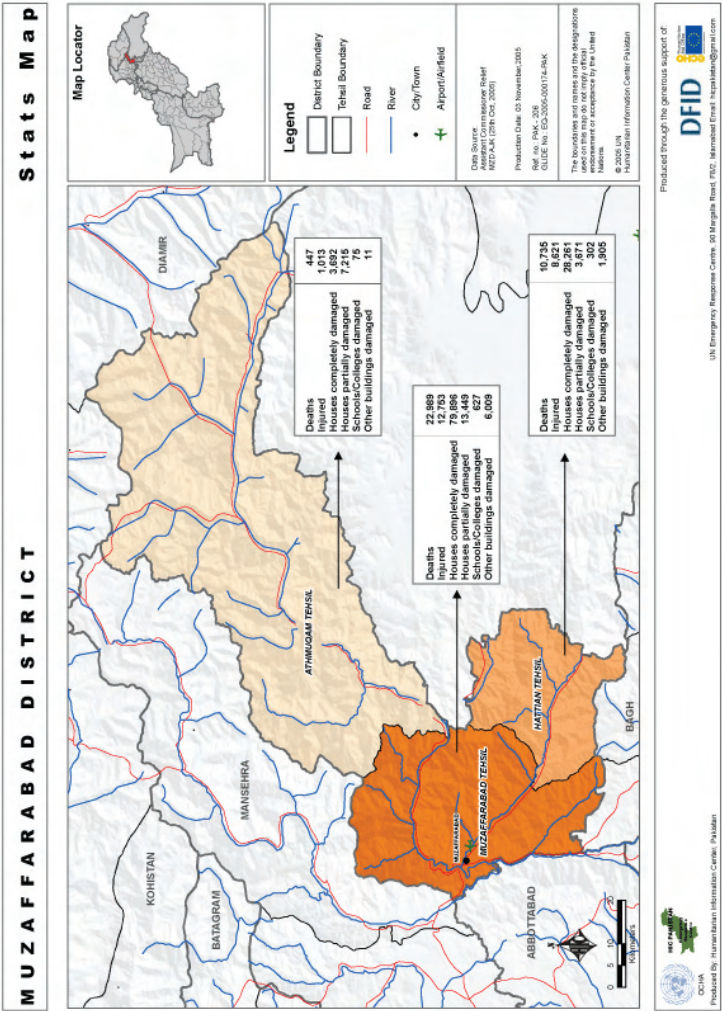 MUZAFFARABAD DISTRICT
Stats Map
Map Locator
Legend
District Boundary
Tehsil Boundary
Road
River
City/Town
Airport/Airfield
Data Source:
Assistant Commissioner Relief
MZD AJK (25th Oct, 2005)
Production Date: 03 November,2005
Ref. no.: PAK - 206
GLIDE No.: EQ-2005-000174-PAK
The boundaries and names and the designations
used on this map do not imply official
endorsement or acceptance by the United
Nations.
© 2005 UN
Humanitarian Information Center Pakistan
KOHISTAN
BATAGRAM
MANSEHRA
DIAMIR
ABBOTTABAD
BAGH
ATHMUQAM TEHSIL
MUZAFFARABAD
MUZAFFARABAD TEHSIL
HATTIAN TEHSIL
Deaths 447
Injured 1,013
Houses completely damaged 3,692
Houses partially damaged 7,215
Schools/Colleges damaged 75
Other buildings damaged 11
Deaths 22,989
Injured 12,753
Houses completely damaged 79,896
Houses partially damaged 13,449
Schools/Colleges damaged 627
Other buildings damaged 6,009
Deaths 10,735
Injured 8,621
Houses completely damaged 28,261
Houses partially damaged 3,671
Schools/Colleges damaged 302
Other buildings damaged 1,905
0 5 10 20
Kilometers
OCHA
HIC PAKISTAN
Produced By: Humanitarian Information Center, Pakistan
Produced through the generous support of:
DFID
UN Emergency Response Centre, 90 Margalla Road, F8/2, Islamabad Email: hicpakistan@gmail.com